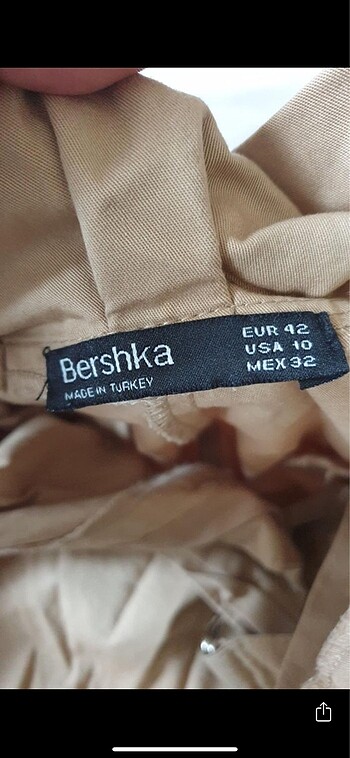 Bershka
MADE IN TURKEY
EUR 42
USA 10
MEX 32